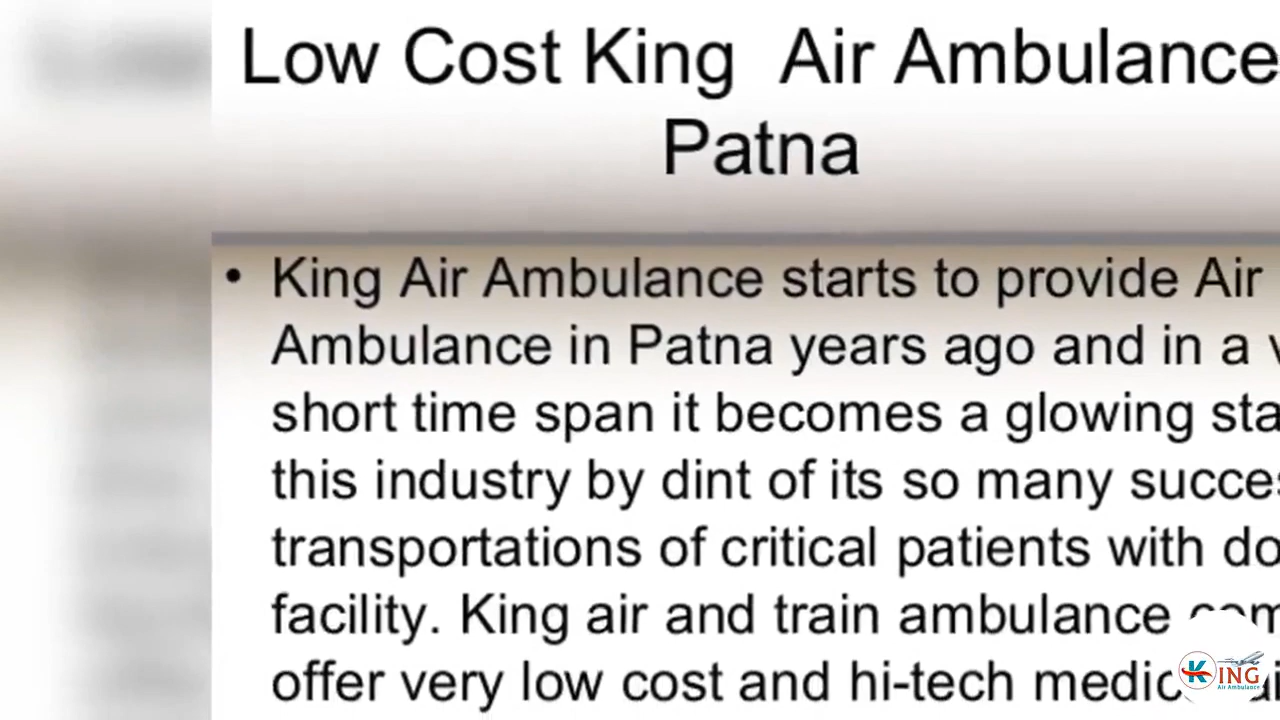 Low Cost King Air Ambulance
Patna
• King Air Ambulance starts to provide Air
Ambulance in Patna years ago and in a
short time span it becomes a glowing
this industry by dint of its so many
transportations of critical patients with
facility. King air and train ambulance
offer very low cost and hi-tech
KING
Air Ambulance